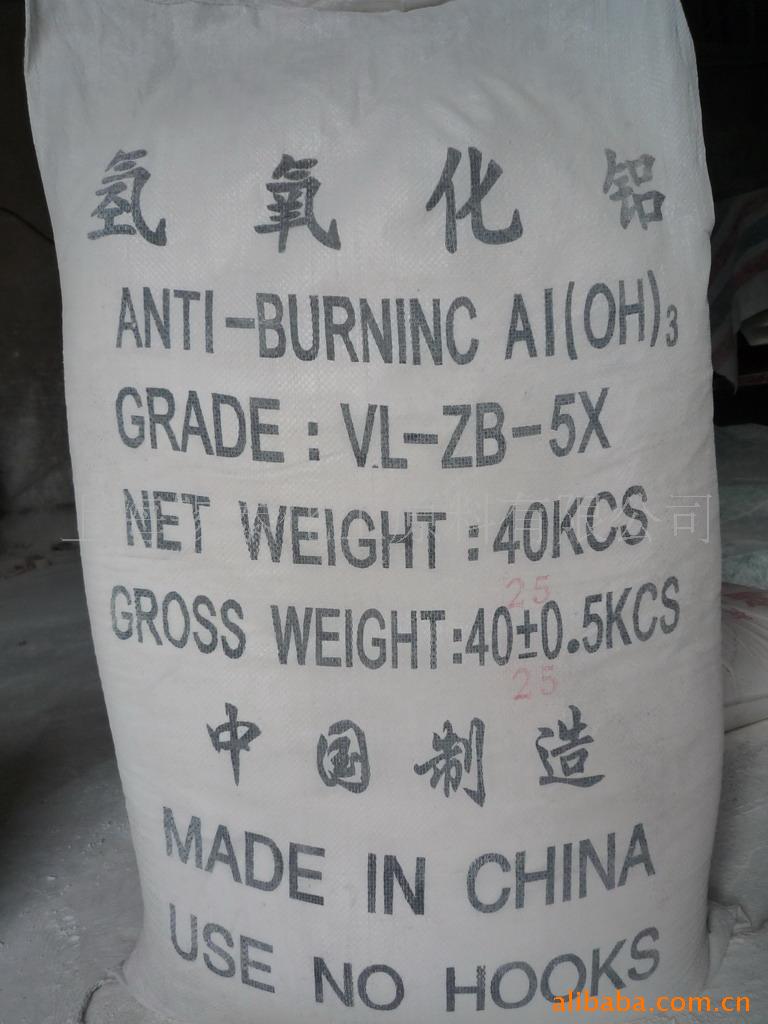 氢氧化铝
ANTI-BURNINC Al(OH)3
GRADE: VL-ZB-5X
NET WEIGHT: 40KCS
25
GROSS WEIGHT:40±0.5KCS
25
中国制造
MADE IN CHINA
USE NO HOOKS
alibaba.com.cn